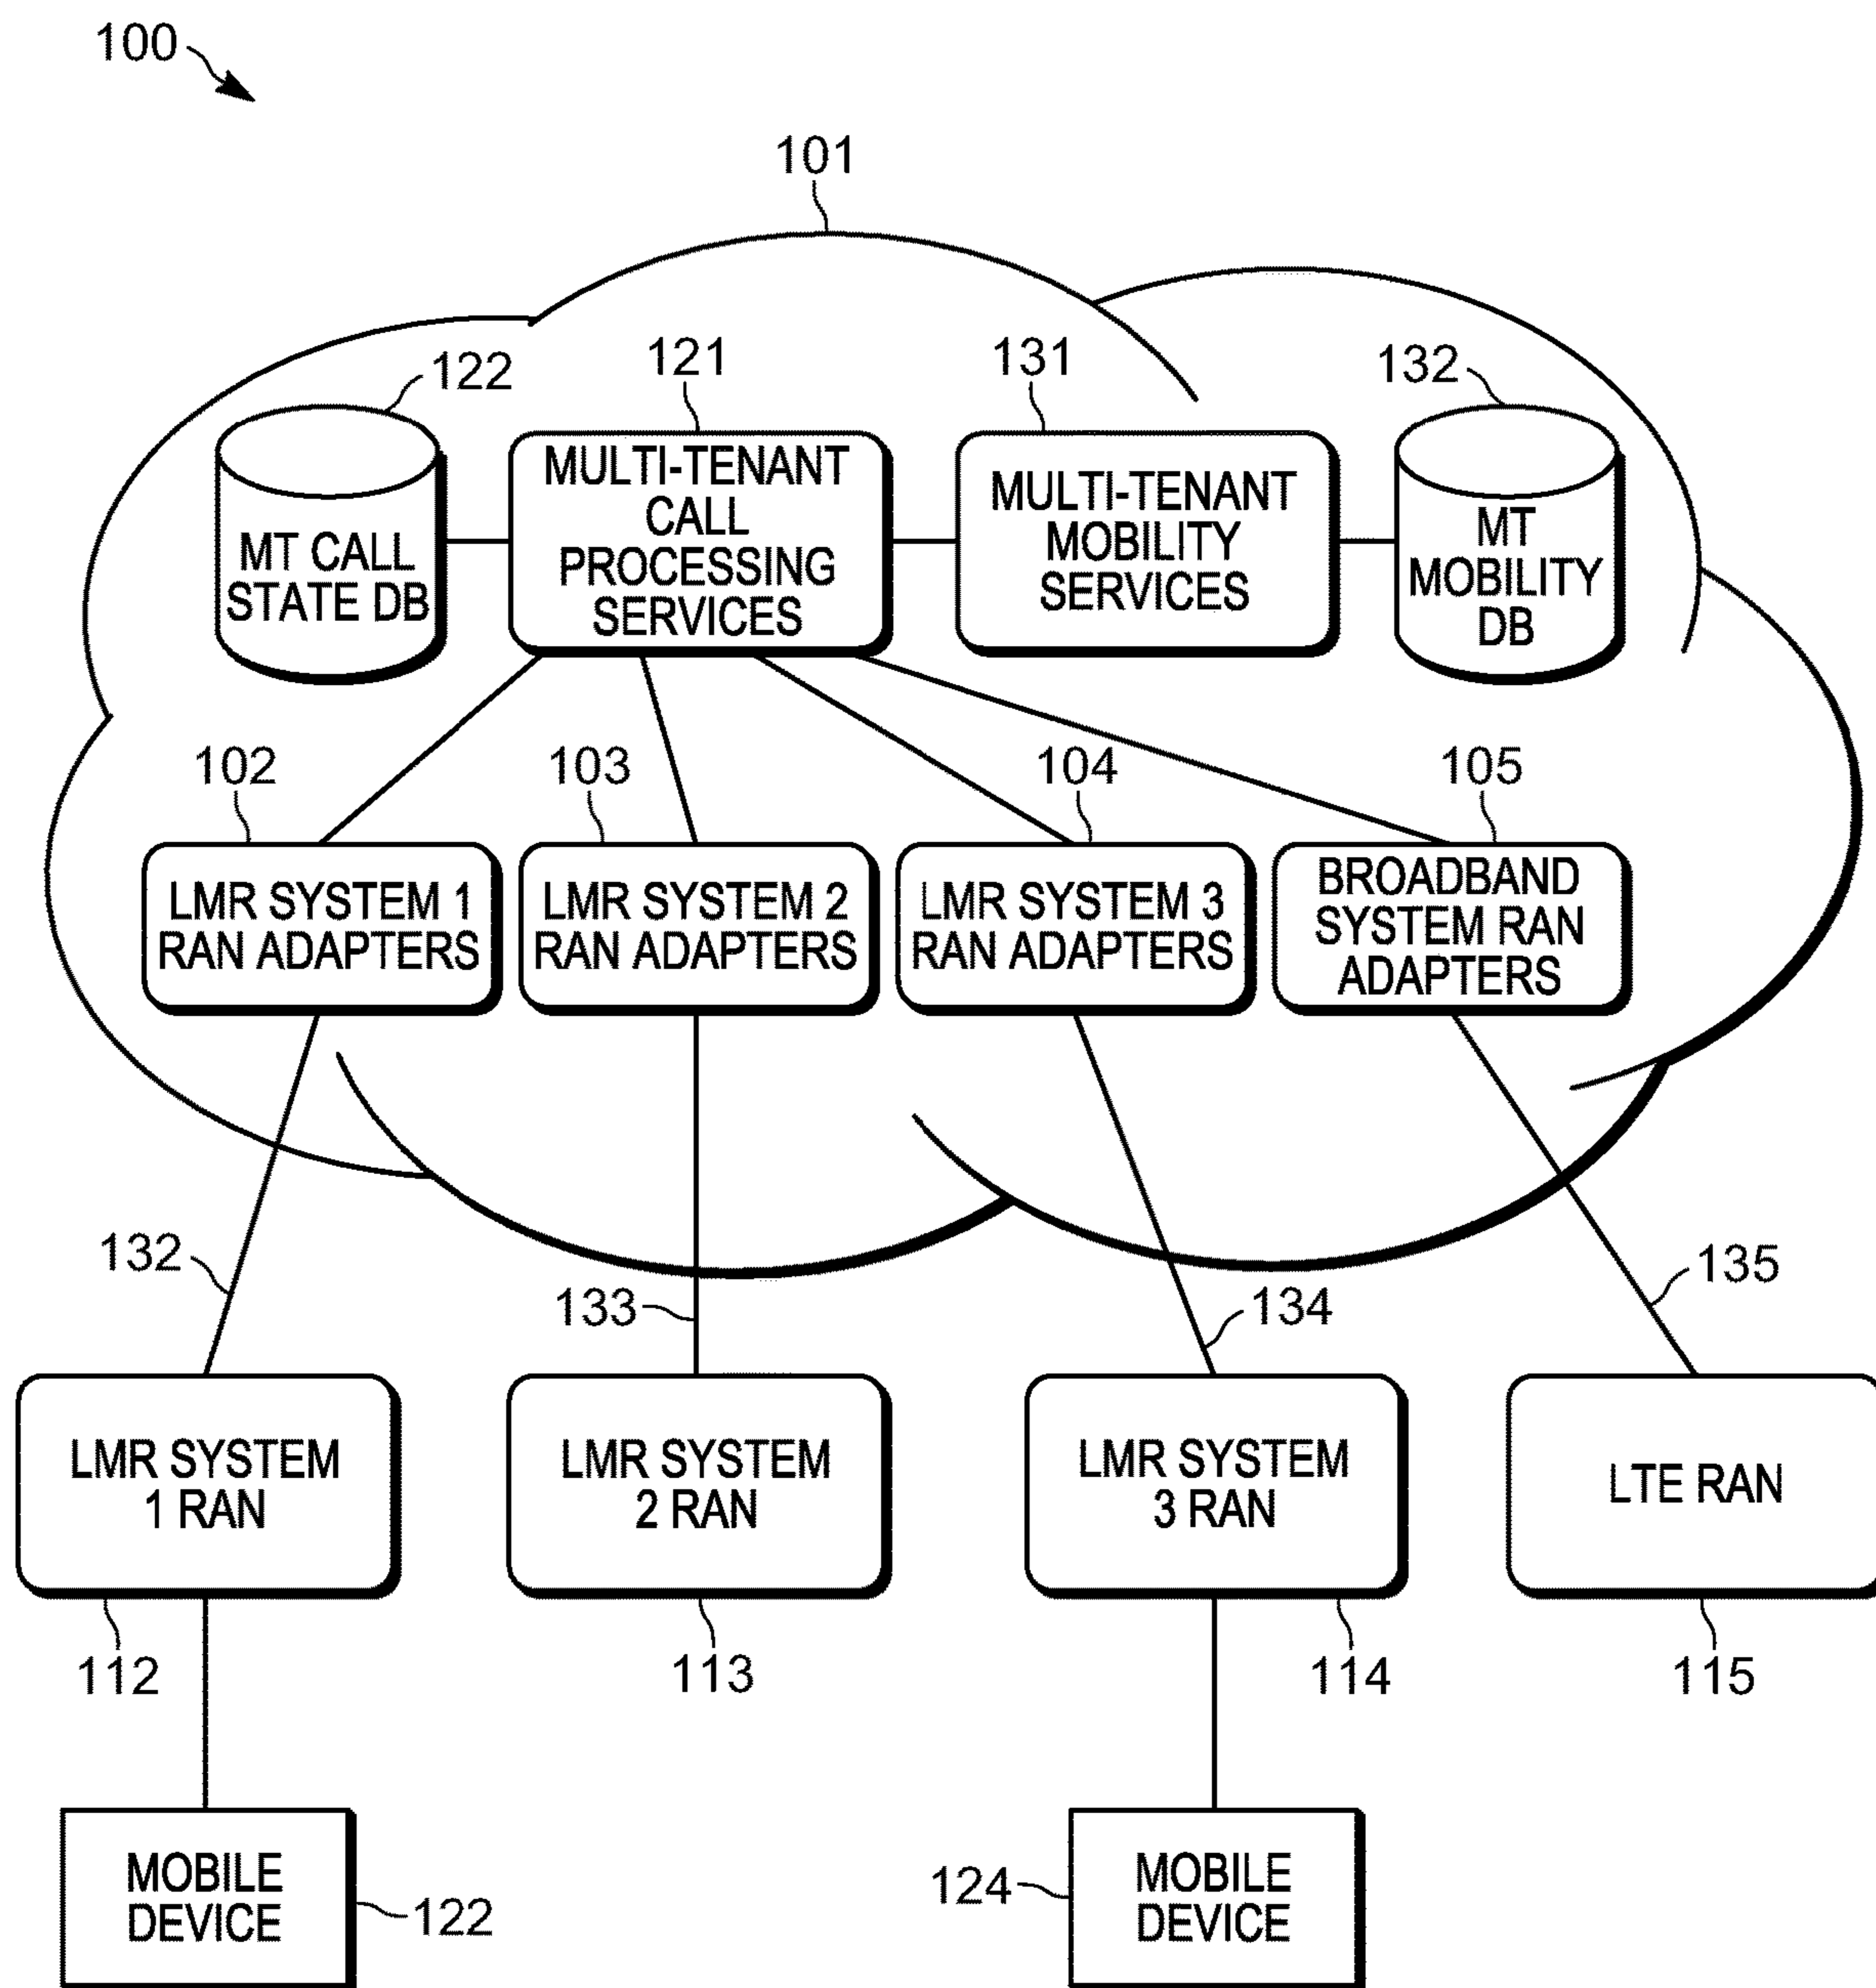 100
101
122
121
131
132
MT CALL
STATE DB
MULTI-TENANT
CALL
PROCESSING
SERVICES
MULTI-TENANT
MOBILITY
SERVICES
MT
MOBILITY
DB
102
103
104
105
LMR SYSTEM 1
RAN ADAPTERS
LMR SYSTEM 2
RAN ADAPTERS
LMR SYSTEM 3
RAN ADAPTERS
BROADBAND
SYSTEM RAN
ADAPTERS
132
133
134
135
LMR SYSTEM
1 RAN
LMR SYSTEM
2 RAN
LMR SYSTEM
3 RAN
LTE RAN
112
113
114
115
MOBILE
DEVICE
122
124
MOBILE
DEVICE